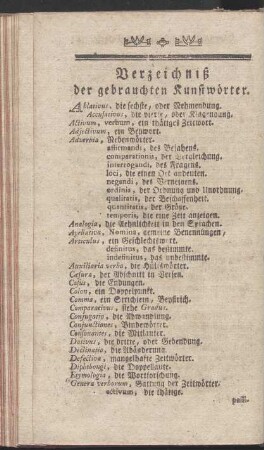 Verzeichniß
der gebrauchten Kunstwörter.
Ablativus, die sechste, oder Nehmendung.
Accusativus, die vierte, oder Klagendung.
Activum, verbum, ein thätiges Zeitwort.
Adjectivum, ein Beywort.
Adverbia, Nebenwörter.
affirmandi, des Bejahens.
comparationis, der Vergleichung.
interrogandi, des Fragens.
loci, die einen Ort andeuten.
negandi, des Verneinens.
ordinis, der Ordnung und Unordnung.
qualitatis, der Beschaffenheit.
quantitatis, der Größe.
temporis, die eine Zeit anzeigen.
Analogia, die Aehnlichkeit in den Sprachen.
Appellativa, Nomina, gemeine Benennungen,
Articulus, ein Geschlechtswort.
definitus, das bestimmte.
indefinitus, das unbestimmte.
Auxiliaria verba, die Hülfswörter.
Cæsura, der Abschnitt in Versen.
Casus, die Endungen.
Colon, ein Doppelpunkt.
Comma, ein Strichlein, Beystrich.
Comparativus, siehe Gradus.
Conjugatio, die Abwandlung.
Conjunctiones, Bindewörter.
Consonantes, die Mitlauter.
Dativus, die dritte, oder Gebendung.
Declinatio, die Abänderung.
Defectiva, mangelhafte Zeitwörter.
Diphthongi, die Doppellaute.
Etymologia, die Wortforschung.
Genera verborum, Gattung der Zeitwörter.
activum, die thätige.